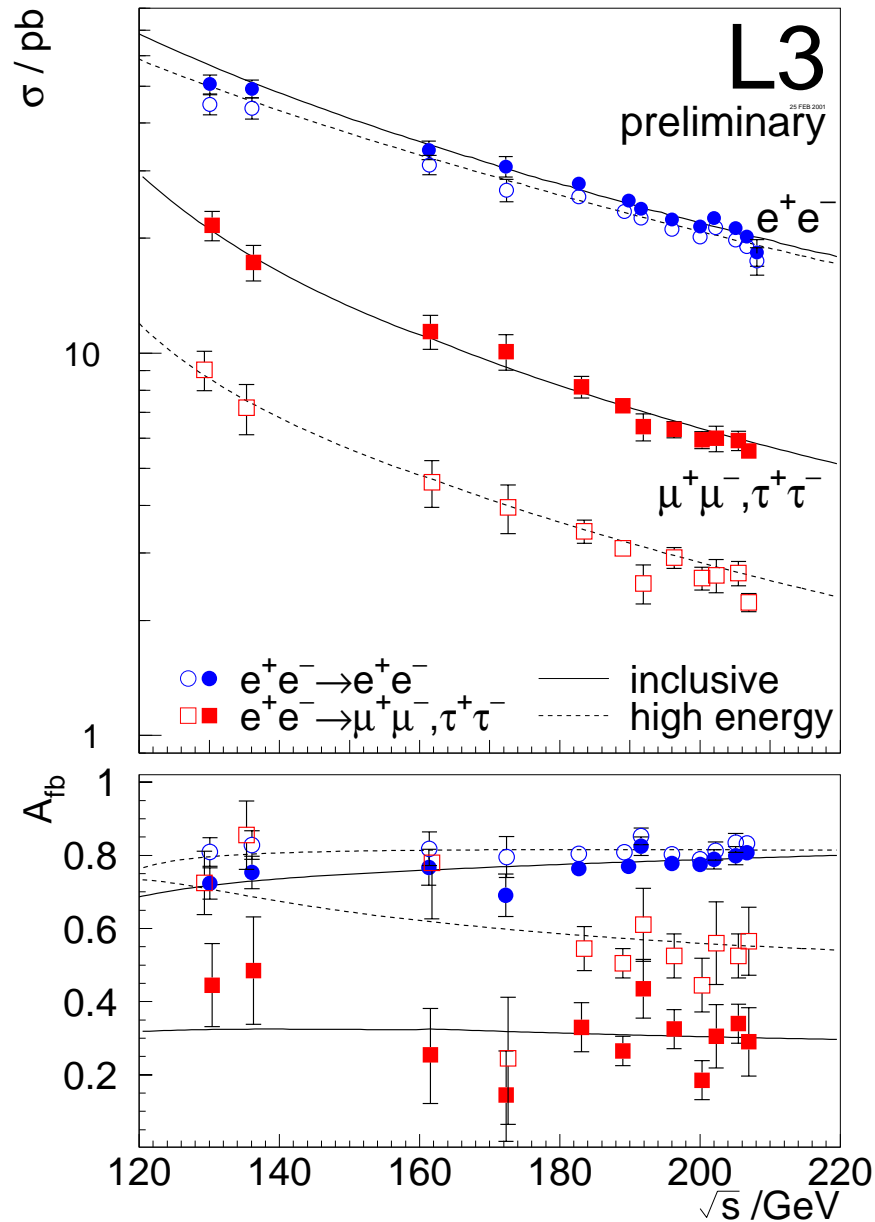 σ / pb
L3
25 FEB 2001
preliminary
e⁺e⁻
10
μ⁺μ⁻,τ⁺τ⁻
e⁺e⁻→e⁺e⁻
inclusive
e⁺e⁻→μ⁺μ⁻,τ⁺τ⁻
high energy
1
A_fb
1
0.8
0.6
0.4
0.2
120 140 160 180 200 220
√s /GeV